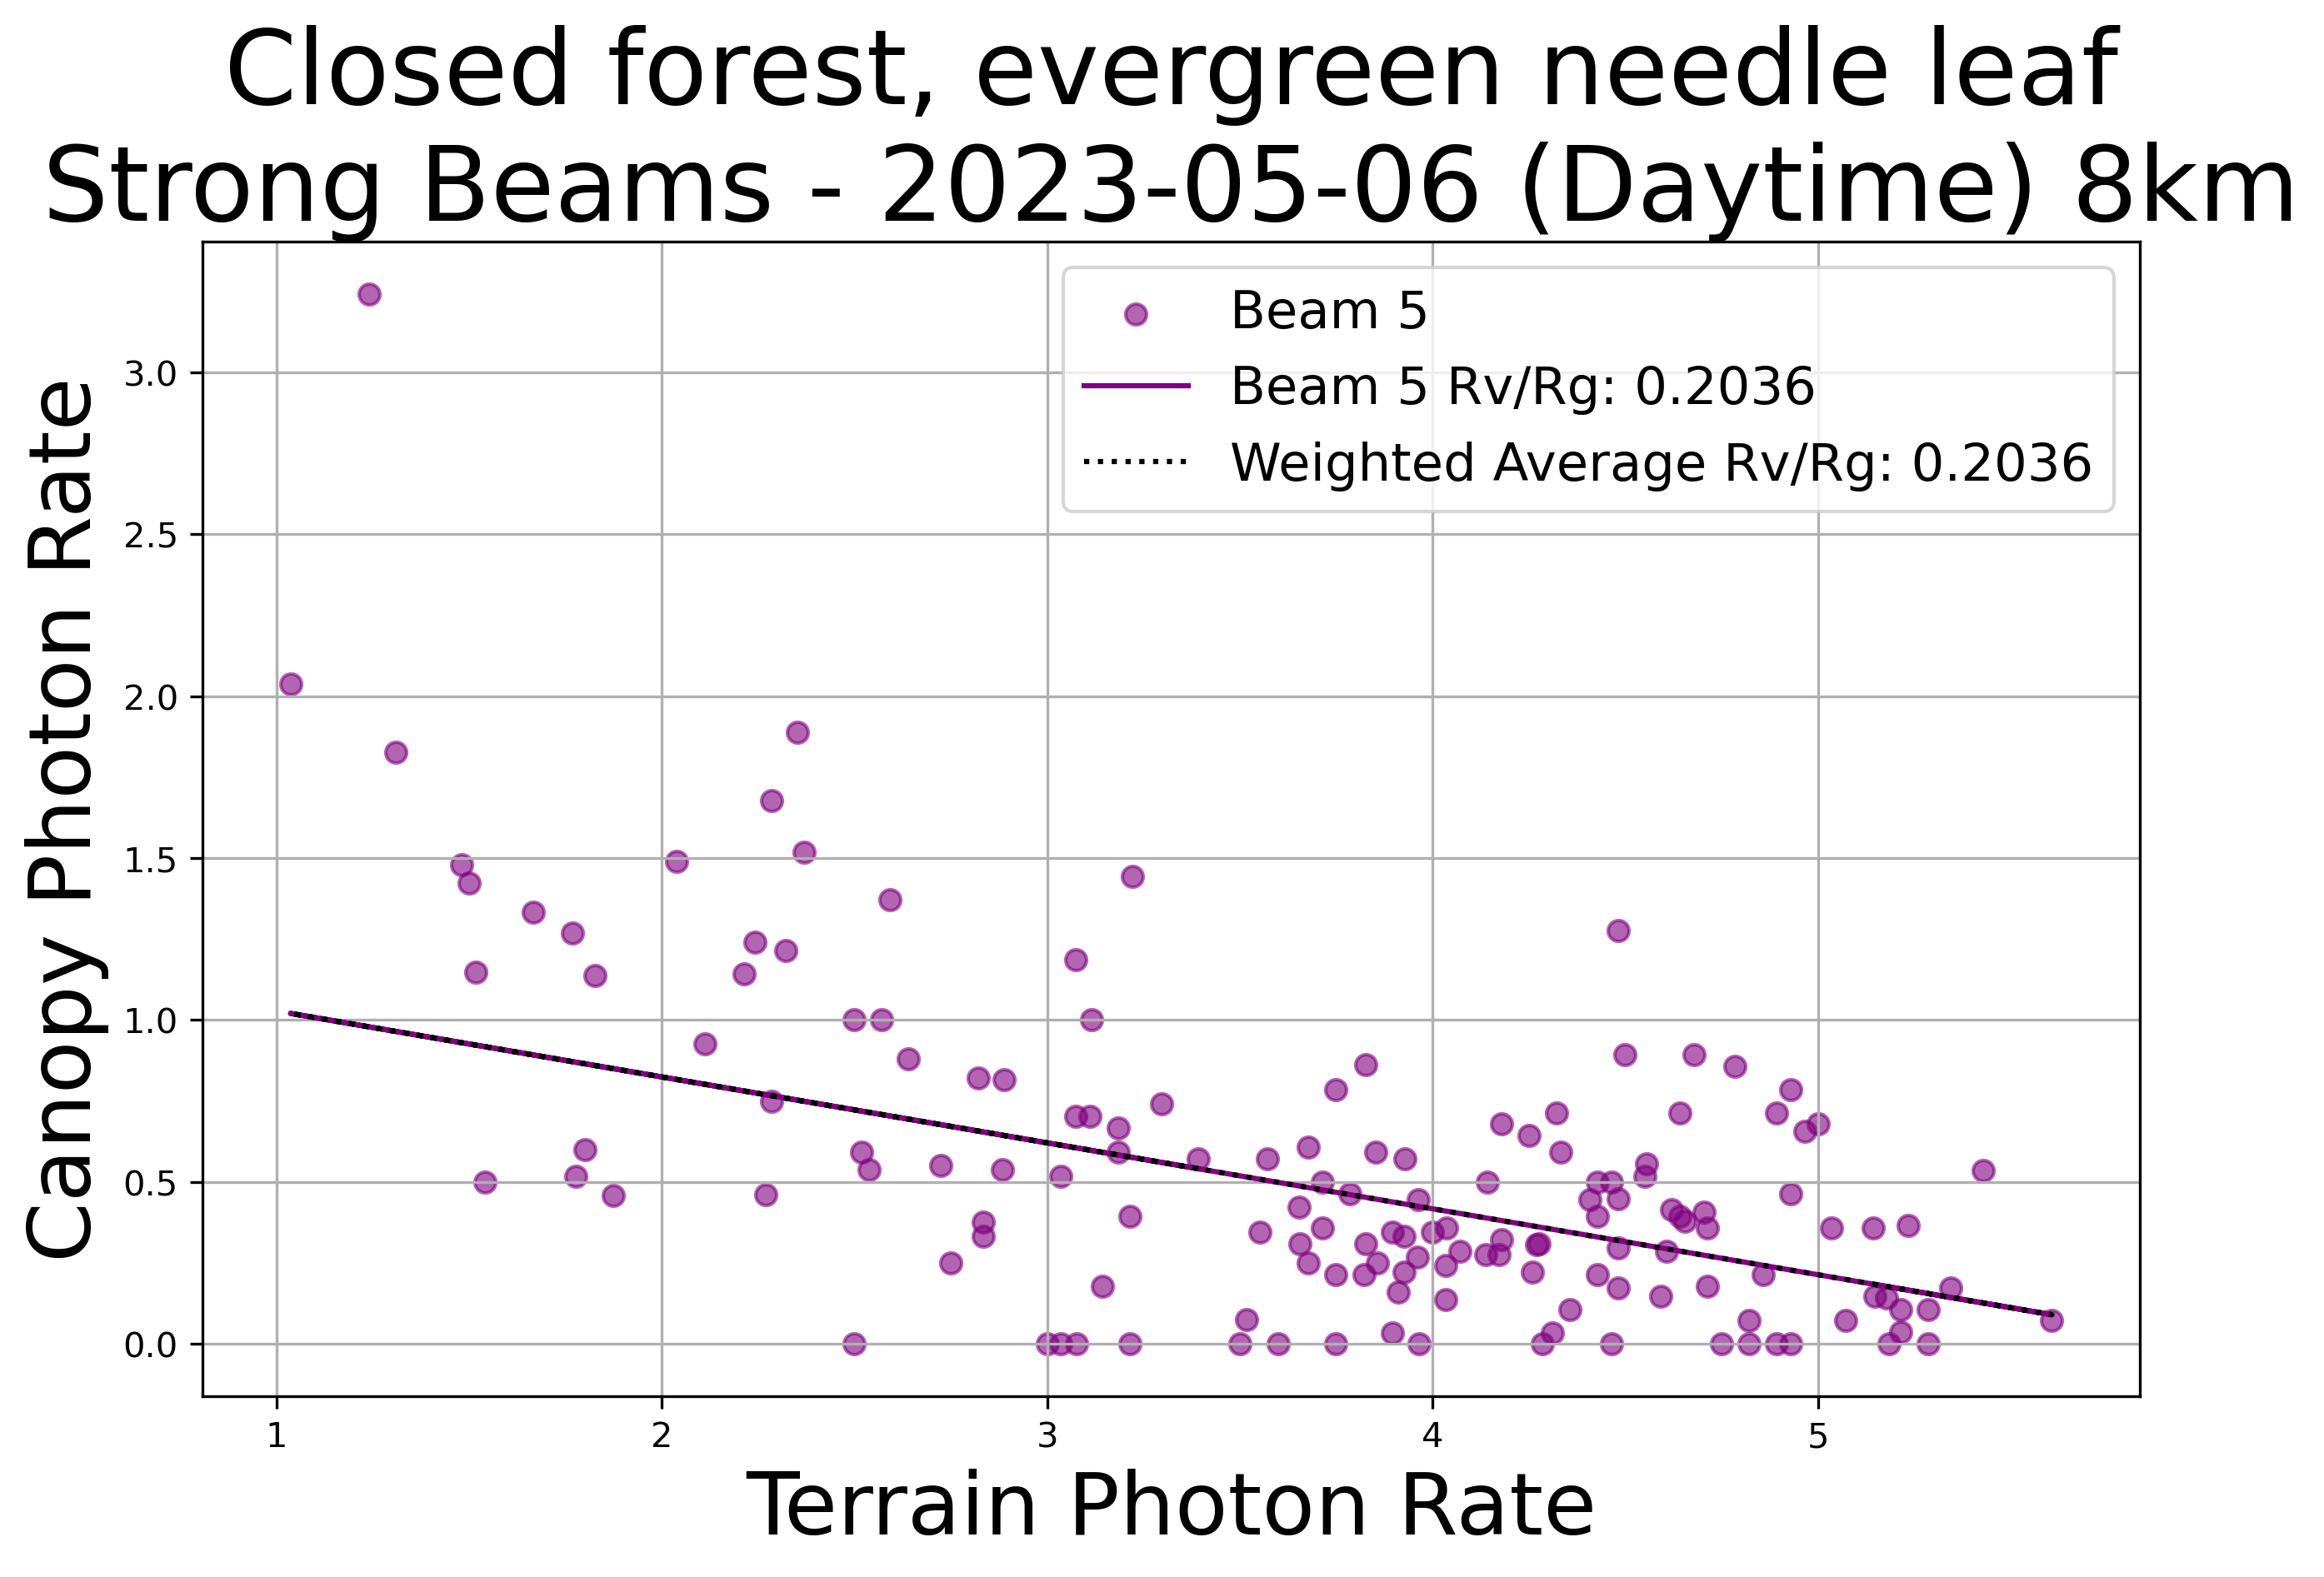 Closed forest, evergreen needle leaf
Strong Beams - 2023-05-06 (Daytime) 8km
Beam 5
Beam 5 Rv/Rg: 0.2036
Weighted Average Rv/Rg: 0.2036
Canopy Photon Rate
3.0
2.5
2.0
1.5
1.0
0.5
0.0
1 2 3 4 5
Terrain Photon Rate